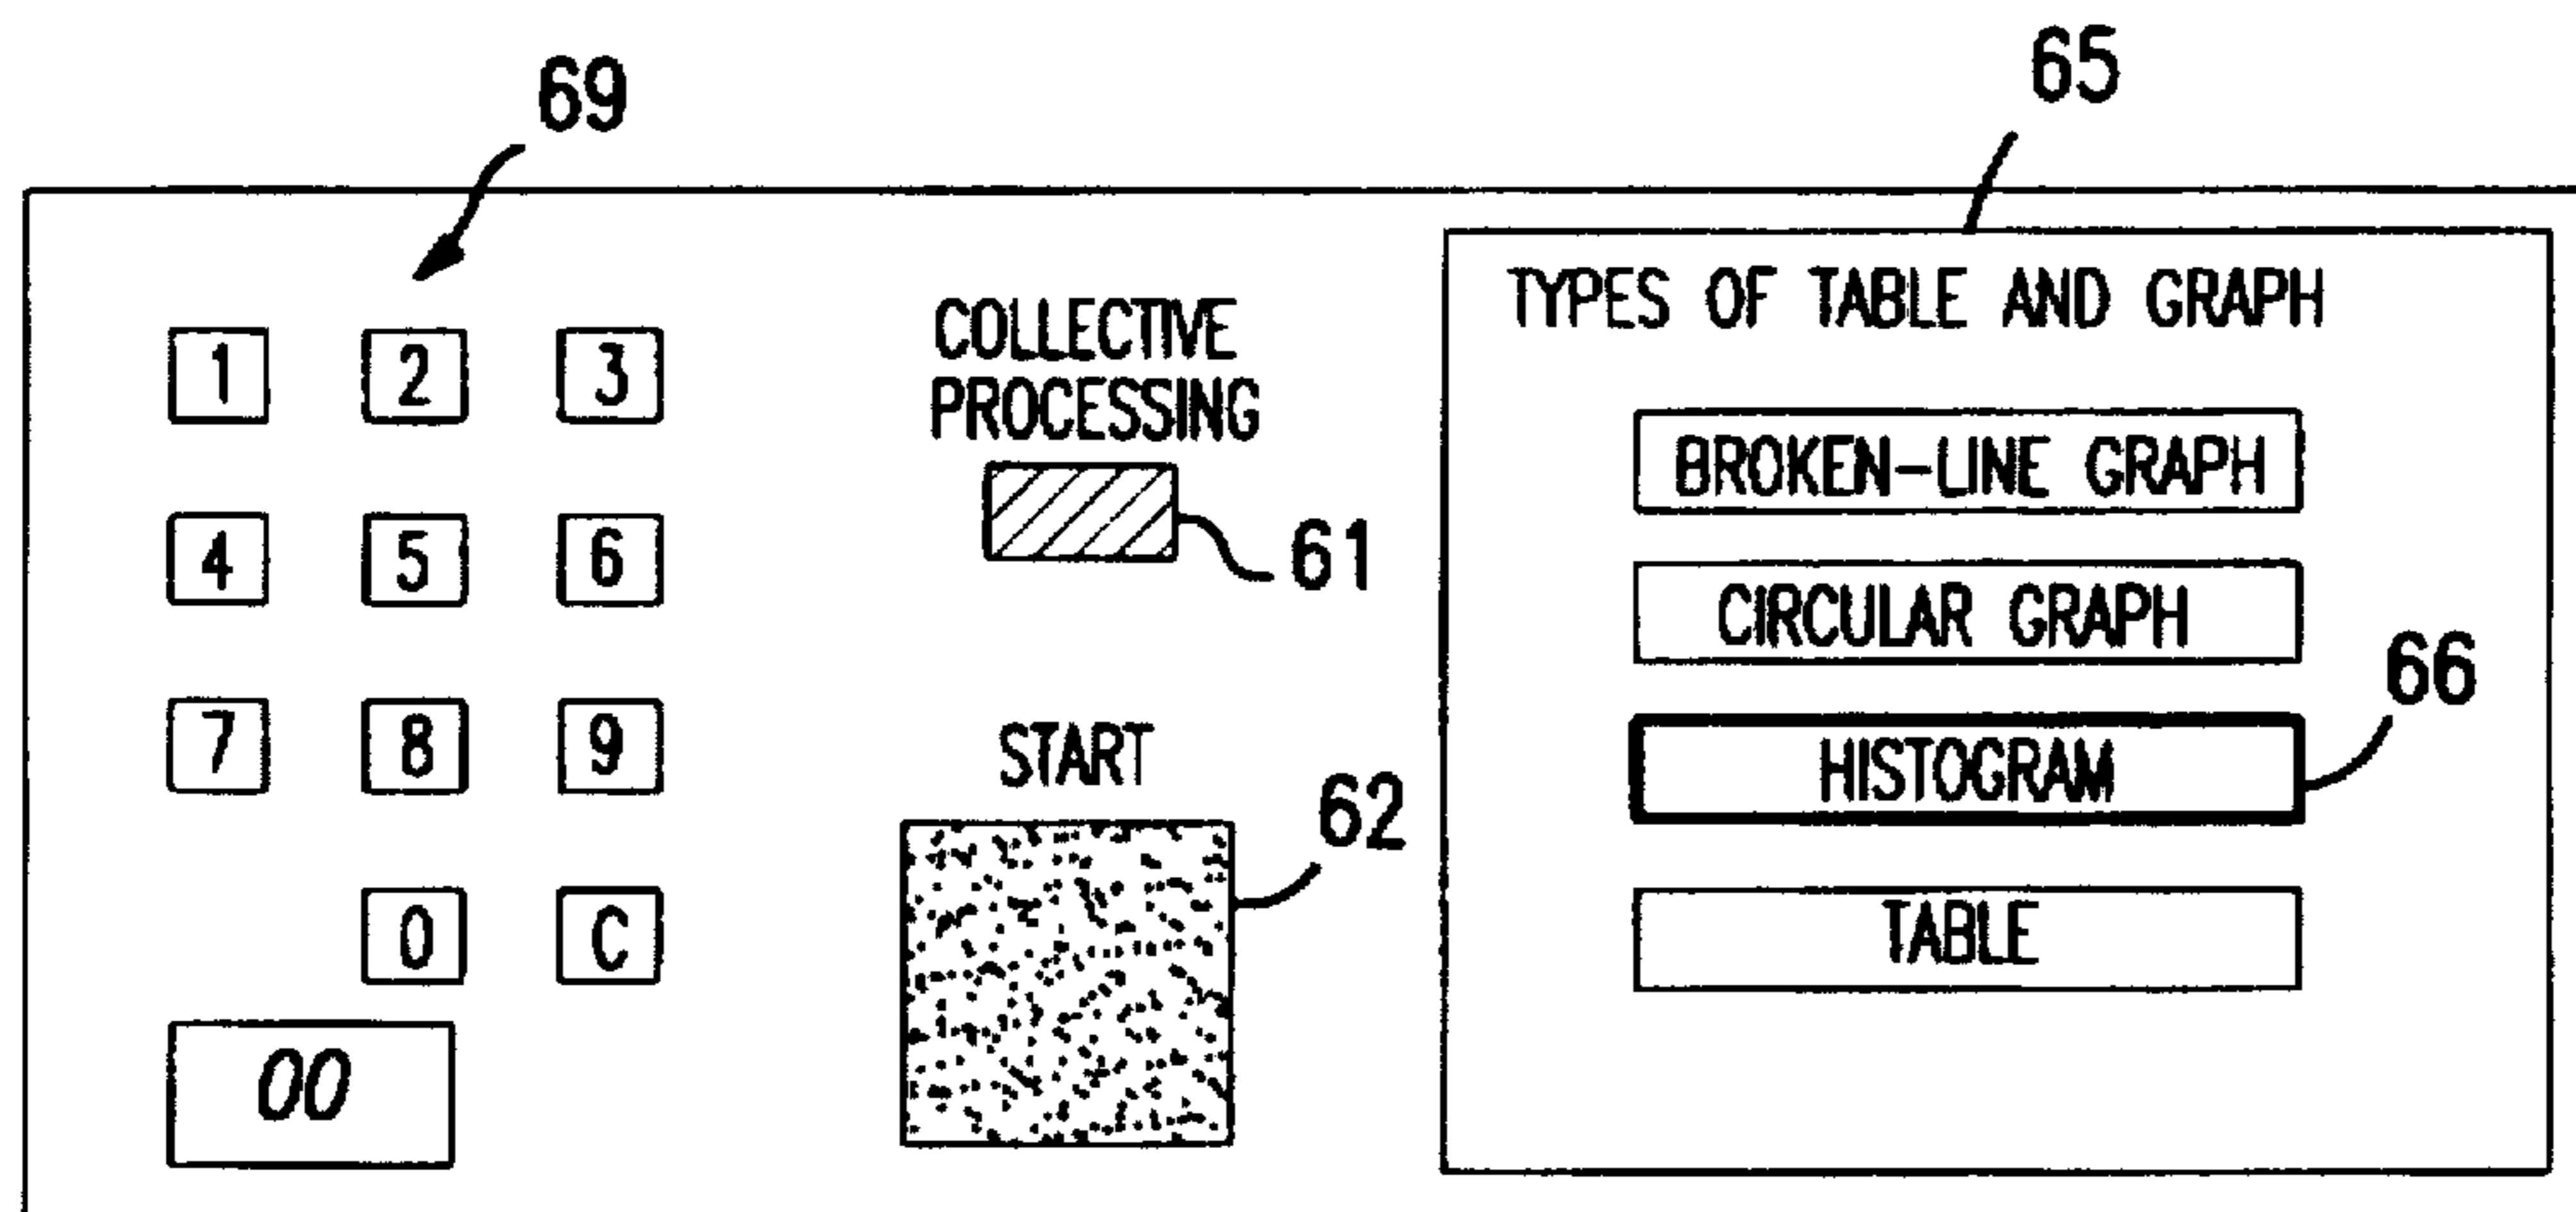 69
65
1 2 3
4 5 6
7 8 9
0 C
00
COLLECTIVE
PROCESSING
61
START
62
TYPES OF TABLE AND GRAPH
BROKEN-LINE GRAPH
CIRCULAR GRAPH
HISTOGRAM
66
TABLE